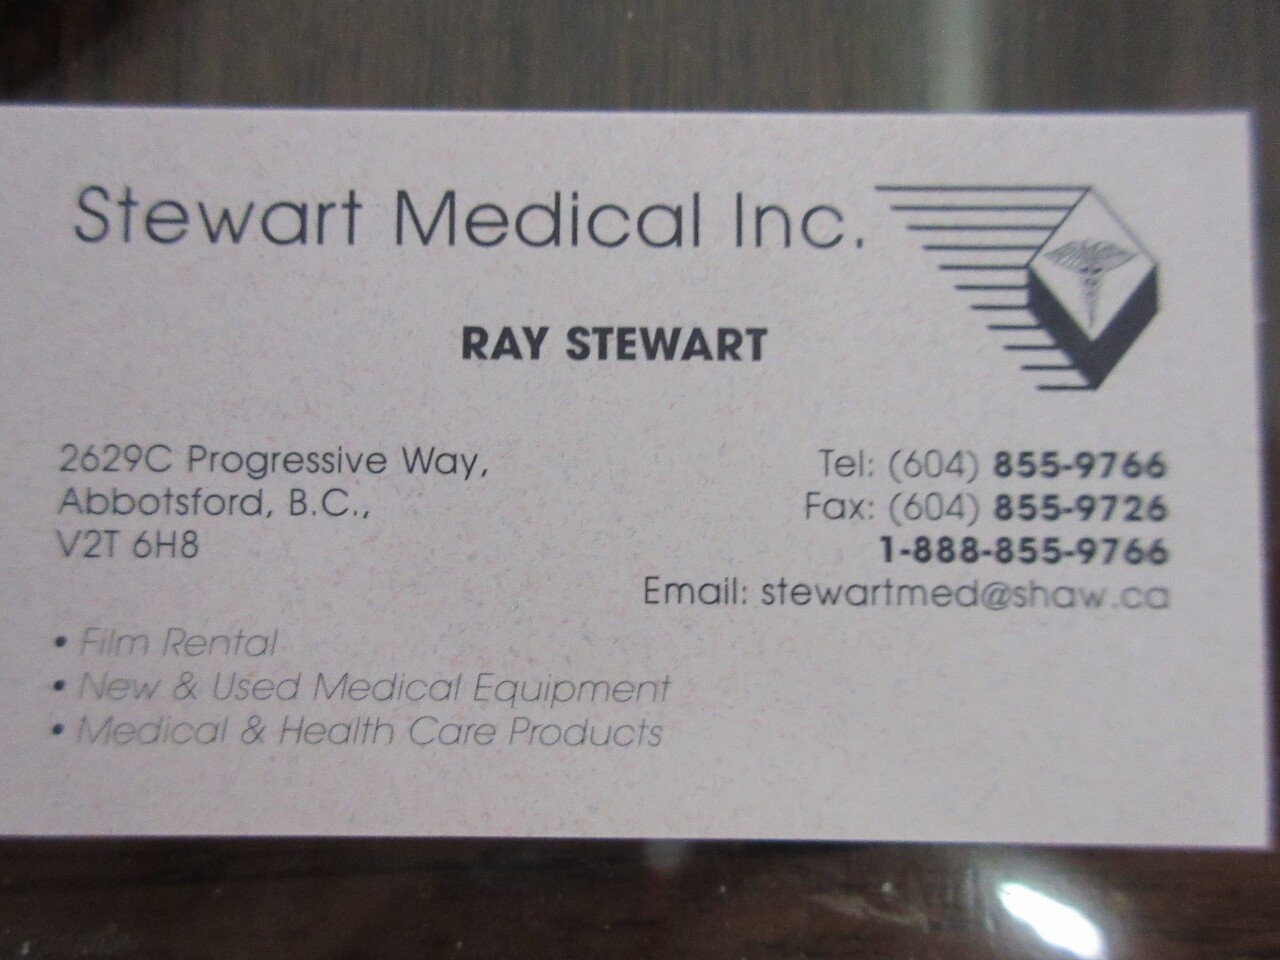 Stewart Medical Inc.
RAY STEWART
2629C Progressive Way,
Abbotsford, B.C.,
V2T 6H8
Tel: (604) 855-9766
Fax: (604) 855-9726
1-888-855-9766
Email: stewartmed@shaw.ca
• Film Rental
• New & Used Medical Equipment
• Medical & Health Care Products